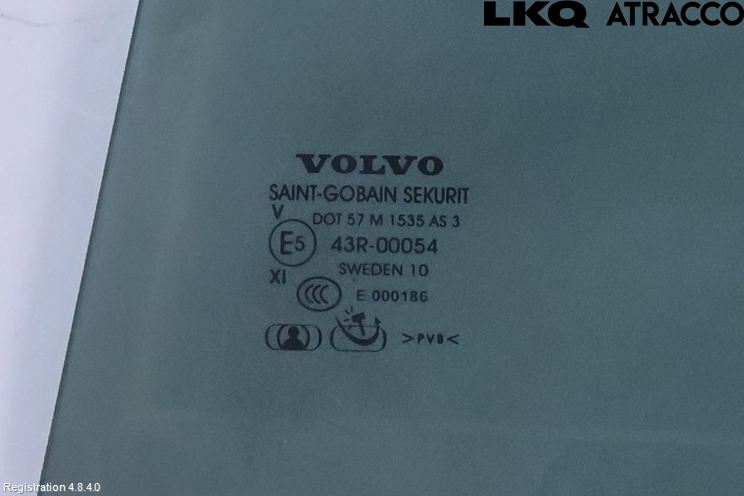 LKQ ATRACCO
VOLVO
SAINT-GOBAIN SEKURIT
V DOT 57 M 1535 AS 3
E5 43R-00054
SWEDEN 10
XI
CCC E 000186
>PVB<
Registration 4.8.4.0